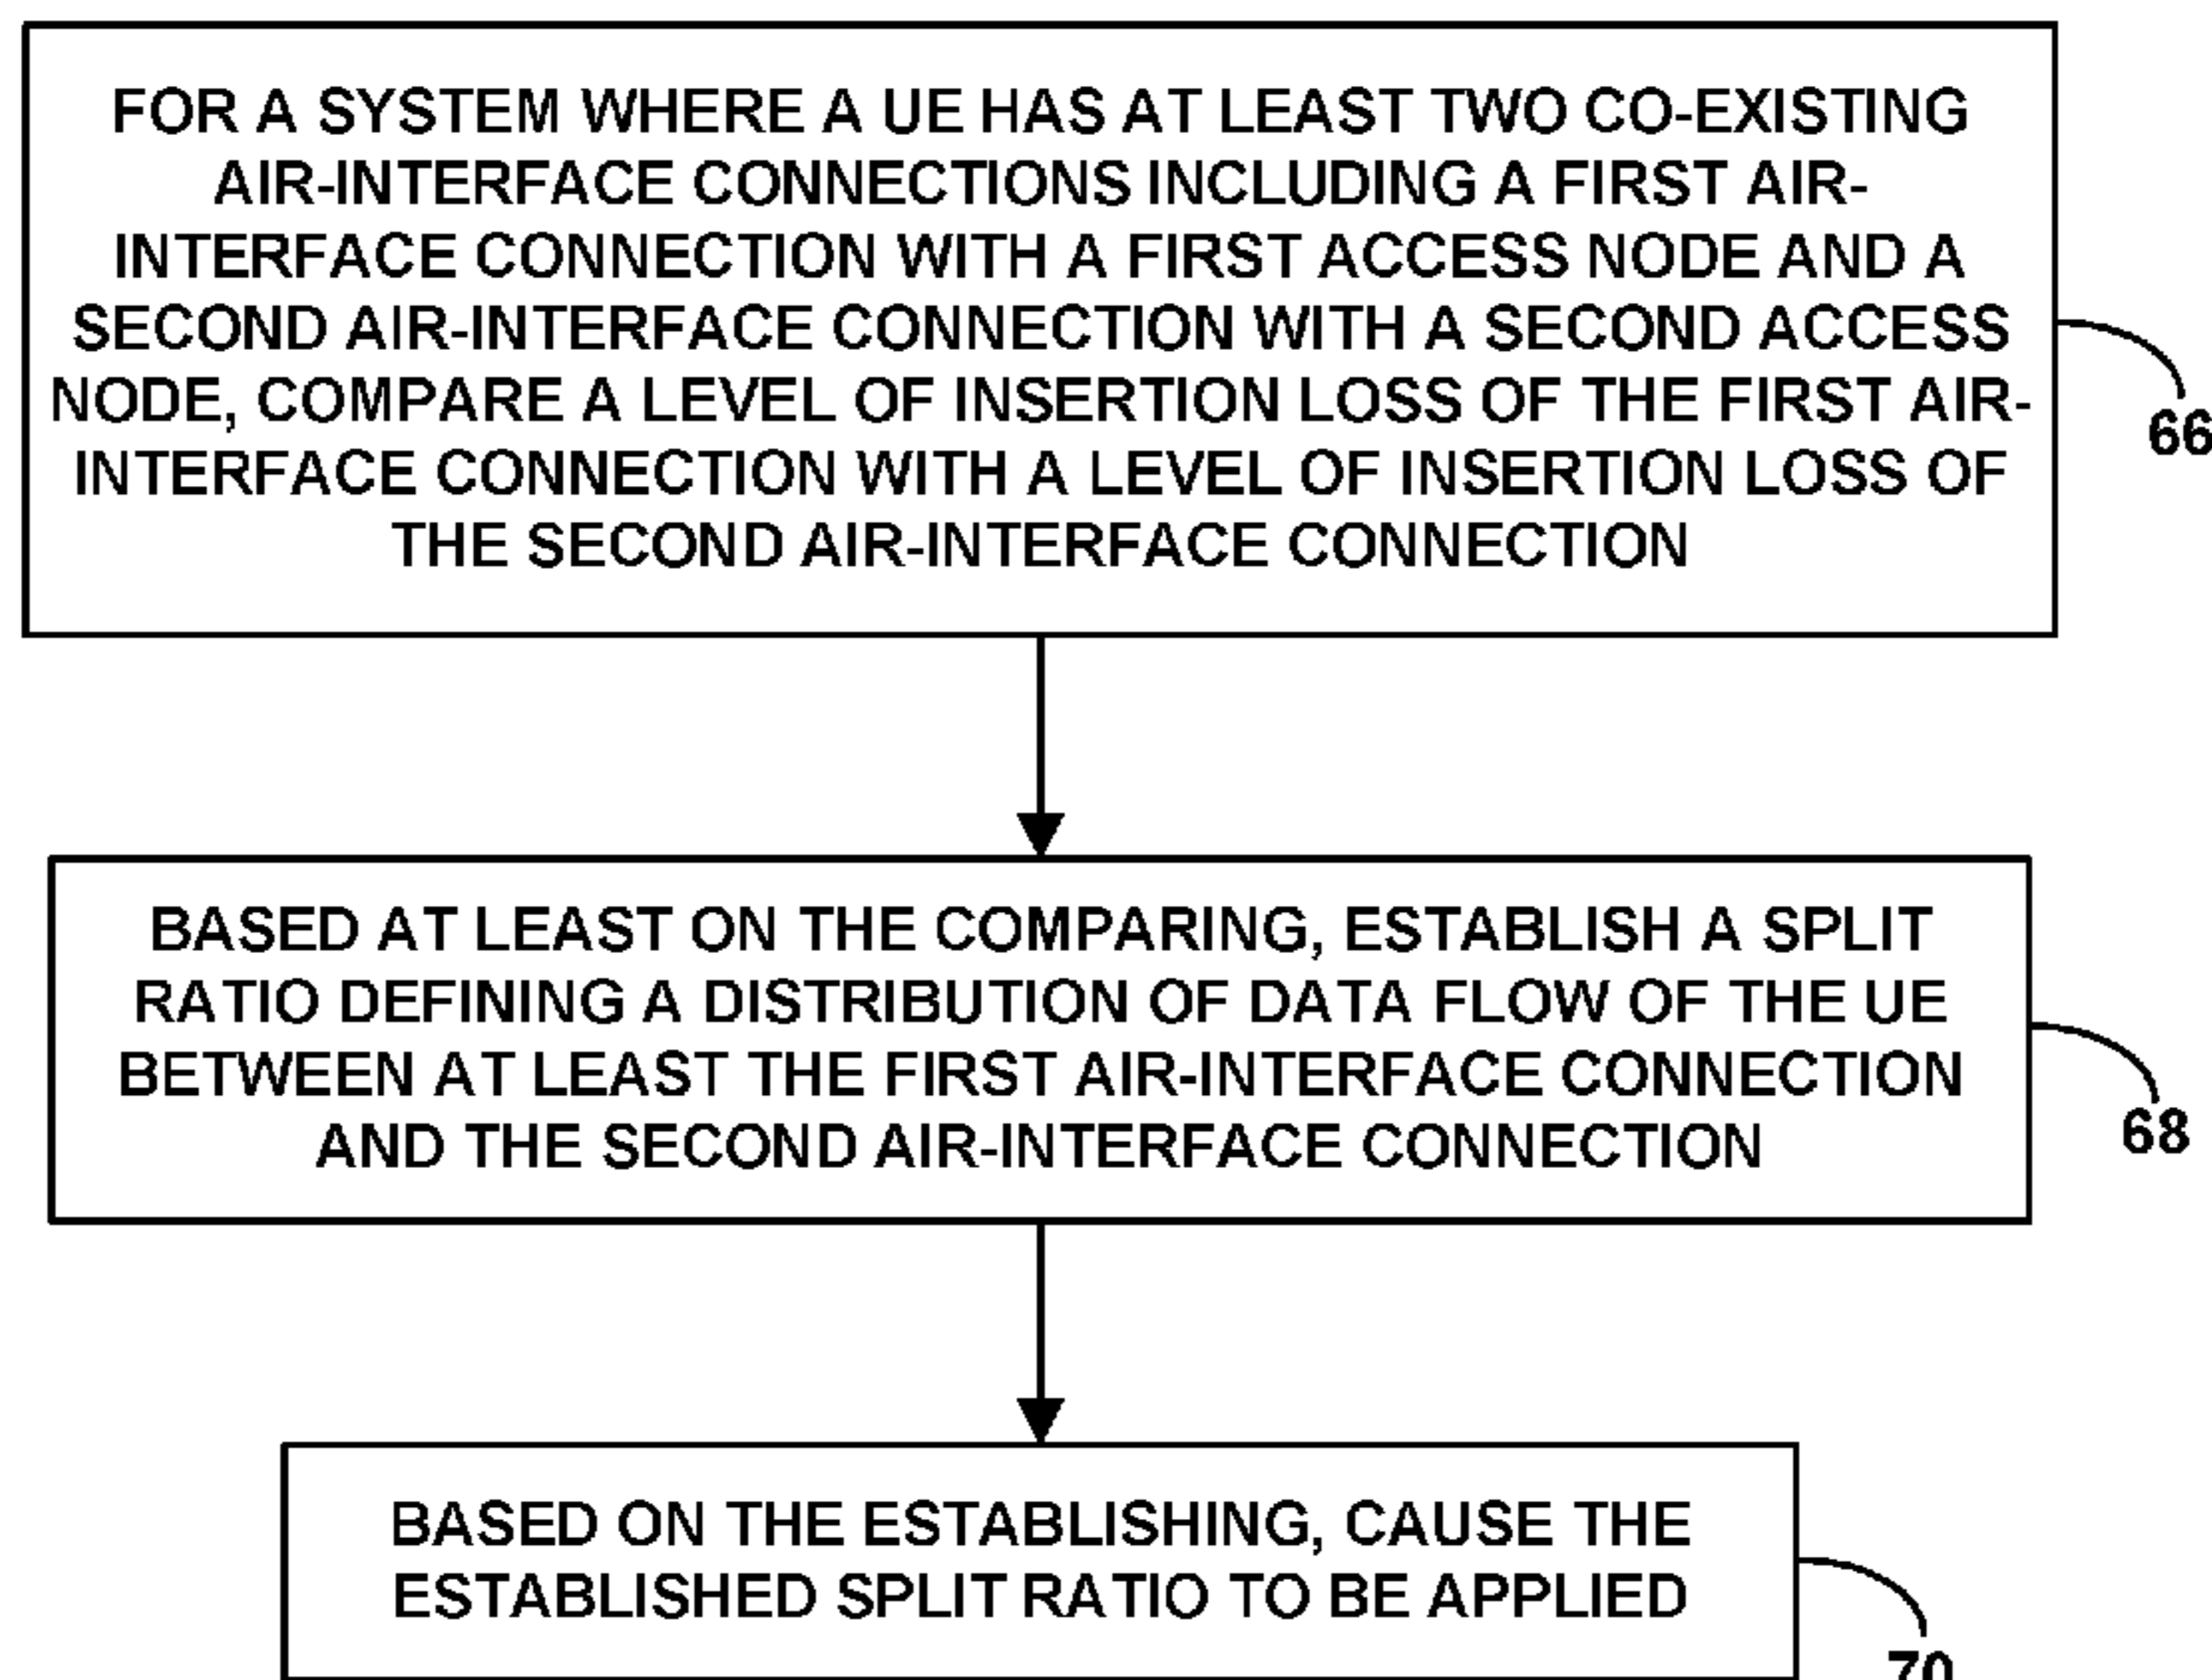 FOR A SYSTEM WHERE A UE HAS AT LEAST TWO CO-EXISTING
AIR-INTERFACE CONNECTIONS INCLUDING A FIRST AIR-
INTERFACE CONNECTION WITH A FIRST ACCESS NODE AND A
SECOND AIR-INTERFACE CONNECTION WITH A SECOND ACCESS
NODE, COMPARE A LEVEL OF INSERTION LOSS OF THE FIRST AIR-
INTERFACE CONNECTION WITH A LEVEL OF INSERTION LOSS OF
THE SECOND AIR-INTERFACE CONNECTION
66
BASED AT LEAST ON THE COMPARING, ESTABLISH A SPLIT
RATIO DEFINING A DISTRIBUTION OF DATA FLOW OF THE UE
BETWEEN AT LEAST THE FIRST AIR-INTERFACE CONNECTION
AND THE SECOND AIR-INTERFACE CONNECTION
68
BASED ON THE ESTABLISHING, CAUSE THE
ESTABLISHED SPLIT RATIO TO BE APPLIED
70